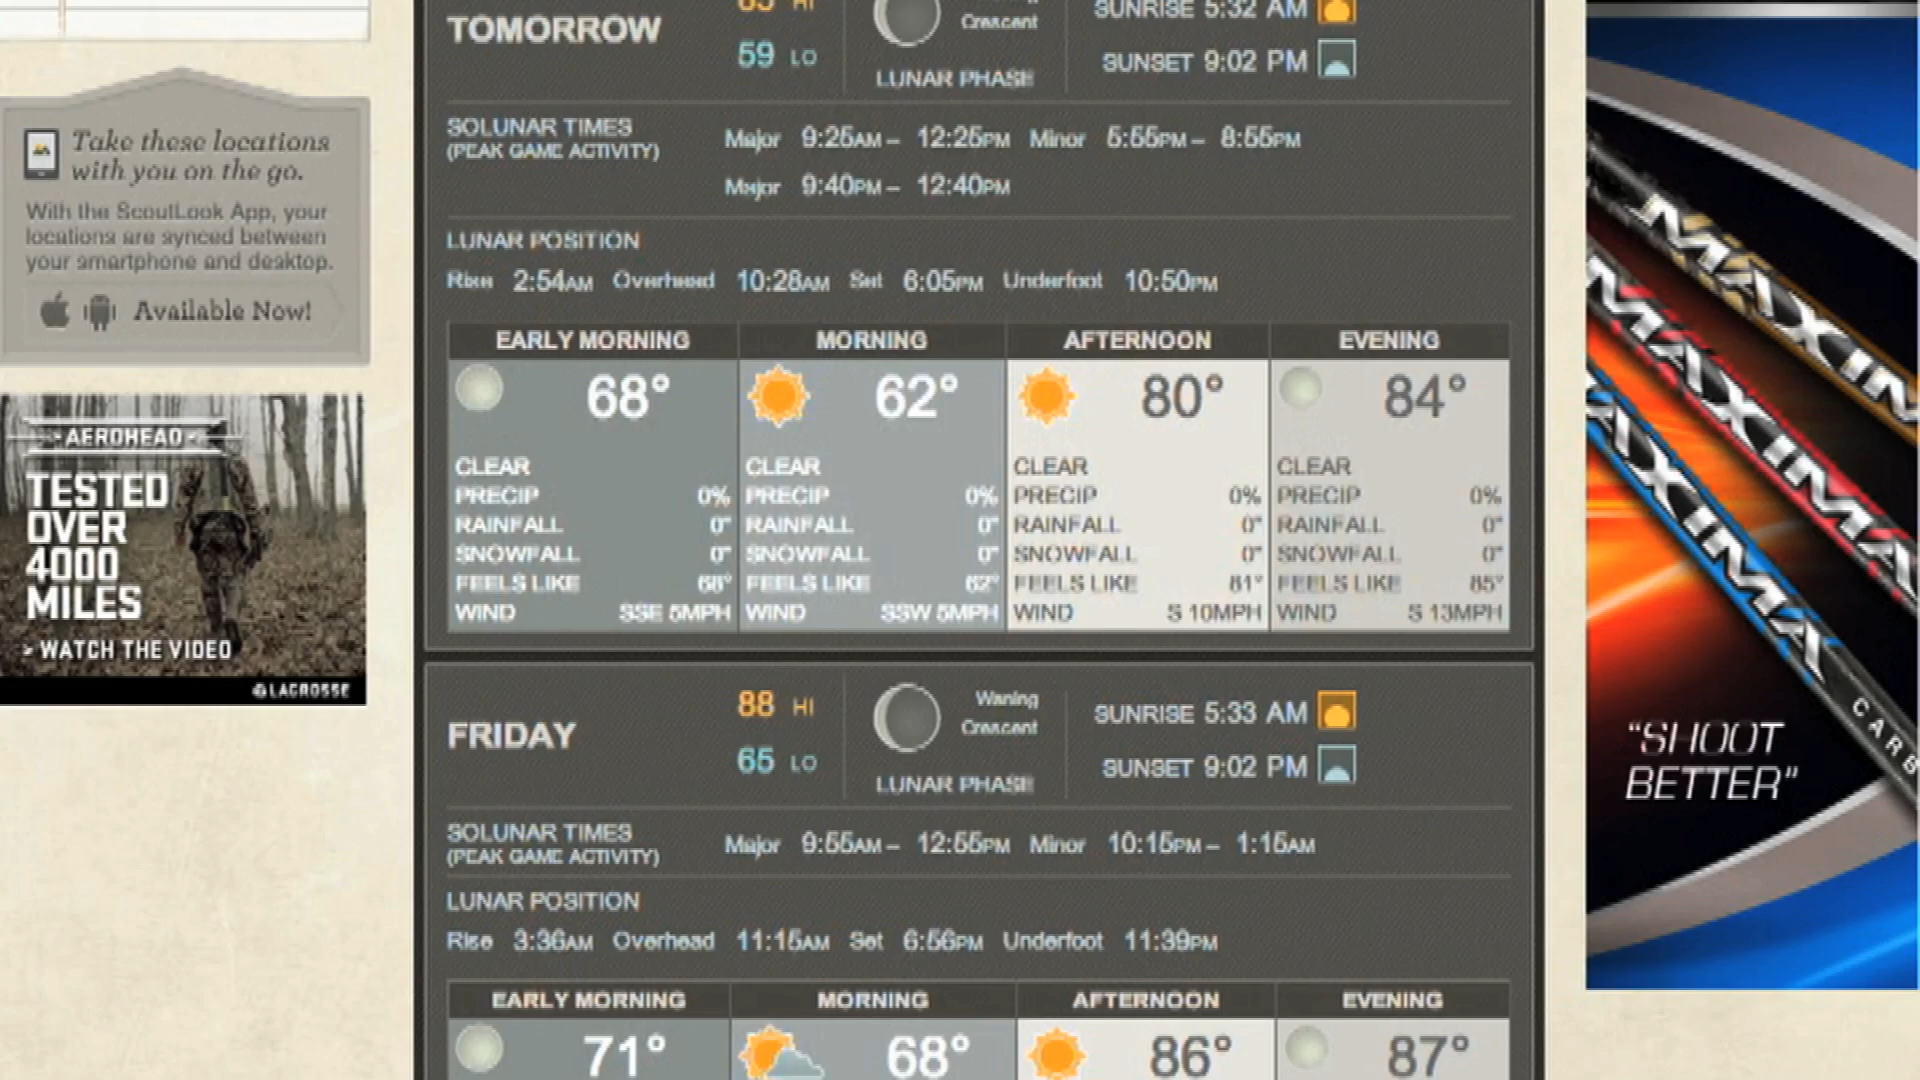 TOMORROW
HI
59 LO
Crescent
LUNAR PHASE
SUNRISE 5:32 AM
SUNSET 9:02 PM
SOLUNAR TIMES
(PEAK GAME ACTIVITY)
Major 9:25AM – 12:25PM Minor 5:55PM – 8:55PM
Major 9:40PM – 12:40PM
LUNAR POSITION
Rise 2:54AM Overhead 10:28AM Set 6:05PM Underfoot 10:50PM
EARLY MORNING MORNING AFTERNOON EVENING
68° 62° 80° 84°
CLEAR CLEAR CLEAR CLEAR
PRECIP 0% PRECIP 0% PRECIP 0% PRECIP 0%
RAINFALL 0" RAINFALL 0" RAINFALL 0" RAINFALL 0"
SNOWFALL 0" SNOWFALL 0" SNOWFALL 0" SNOWFALL 0"
FEELS LIKE 68° FEELS LIKE 62° FEELS LIKE 81° FEELS LIKE 85°
WIND SSE 5MPH WIND SSW 5MPH WIND S 10MPH WIND S 13MPH
FRIDAY
88 HI
65 LO
Waning
Crescent
LUNAR PHASE
SUNRISE 5:33 AM
SUNSET 9:02 PM
SOLUNAR TIMES
(PEAK GAME ACTIVITY)
Major 9:55AM – 12:55PM Minor 10:15PM – 1:15AM
LUNAR POSITION
Rise 3:36AM Overhead 11:15AM Set 6:56PM Underfoot 11:39PM
EARLY MORNING MORNING AFTERNOON EVENING
71° 68° 86° 87°
Take these locations
with you on the go.
With the ScoutLook App, your
locations are synced between
your smartphone and desktop.
Available Now!
AEROHEAD
TESTED
OVER
4000
MILES
> WATCH THE VIDEO
LACROSSE
MAXIMA
MAXIMA
"SHOOT
BETTER"